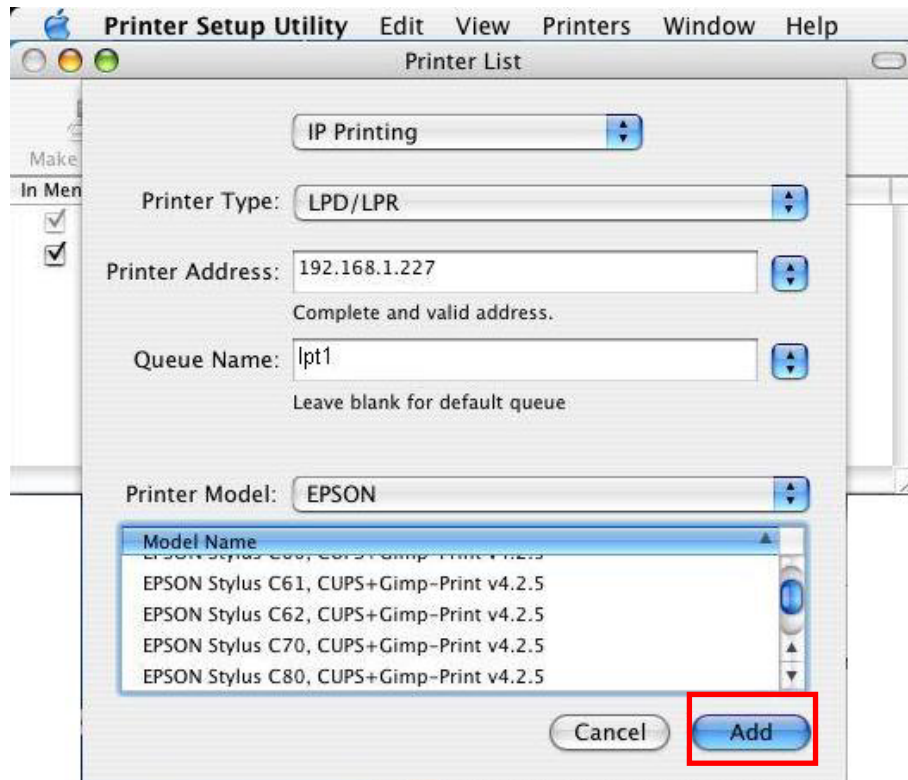 Printer Setup Utility Edit View Printers Window Help
Printer List
Make
In Men
IP Printing
Printer Type: LPD/LPR
Printer Address: 192.168.1.227
Complete and valid address.
Queue Name: lpt1
Leave blank for default queue
Printer Model: EPSON
Model Name
EPSON Stylus C61, CUPS+Gimp-Print v4.2.5
EPSON Stylus C62, CUPS+Gimp-Print v4.2.5
EPSON Stylus C70, CUPS+Gimp-Print v4.2.5
EPSON Stylus C80, CUPS+Gimp-Print v4.2.5
Cancel Add